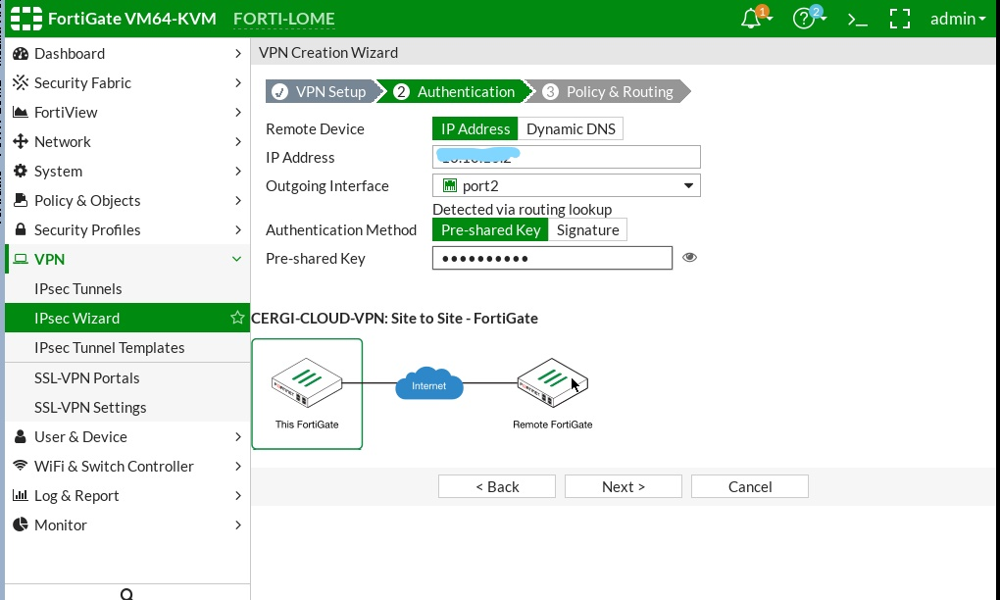 FortiGate VM64-KVM FORTI-LOME 1 2 >_ admin
Dashboard
Security Fabric
FortiView
Network
System
Policy & Objects
Security Profiles
VPN
IPsec Tunnels
IPsec Wizard
IPsec Tunnel Templates
SSL-VPN Portals
SSL-VPN Settings
User & Device
WiFi & Switch Controller
Log & Report
Monitor
VPN Creation Wizard
VPN Setup 2 Authentication 3 Policy & Routing
Remote Device IP Address Dynamic DNS
IP Address
Outgoing Interface port2
Detected via routing lookup
Authentication Method Pre-shared Key Signature
Pre-shared Key ••••••••••
CERGI-CLOUD-VPN: Site to Site - FortiGate
Internet
This FortiGate Remote FortiGate
< Back Next > Cancel